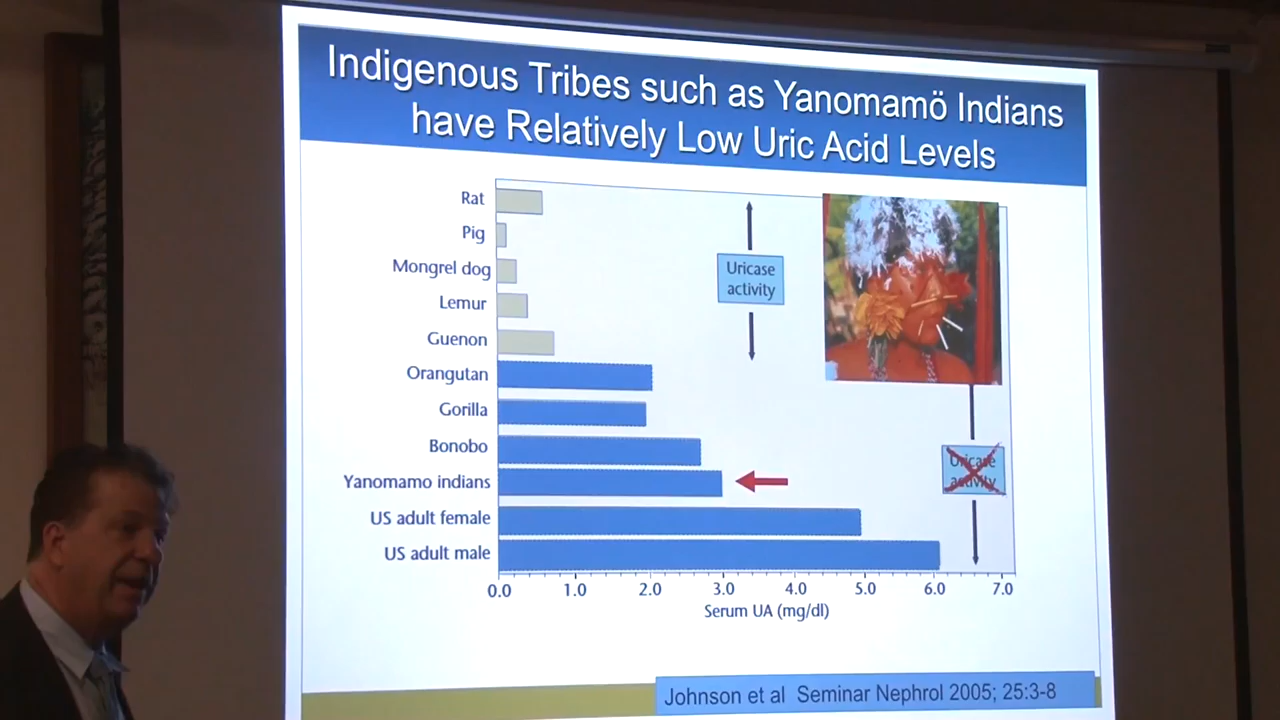 Indigenous Tribes such as Yanomamö Indians
have Relatively Low Uric Acid Levels
Rat
Pig
Mongrel dog
Lemur
Guenon
Orangutan
Gorilla
Bonobo
Yanomamo indians
US adult female
US adult male
Uricase
activity
Uricase
activity
0.0 1.0 2.0 3.0 4.0 5.0 6.0 7.0
Serum UA (mg/dl)
Johnson et al Seminar Nephrol 2005; 25:3-8